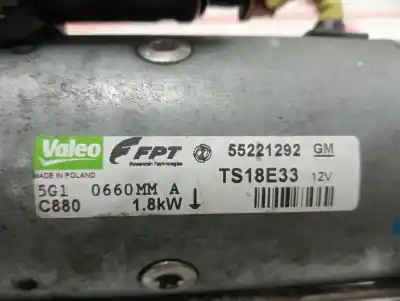 Valeo FPT 55221292 GM
Powertrain Technologies
MADE IN POLAND
TS18E33 12V
5G1 0660MM A
C880 1.8kW ↓